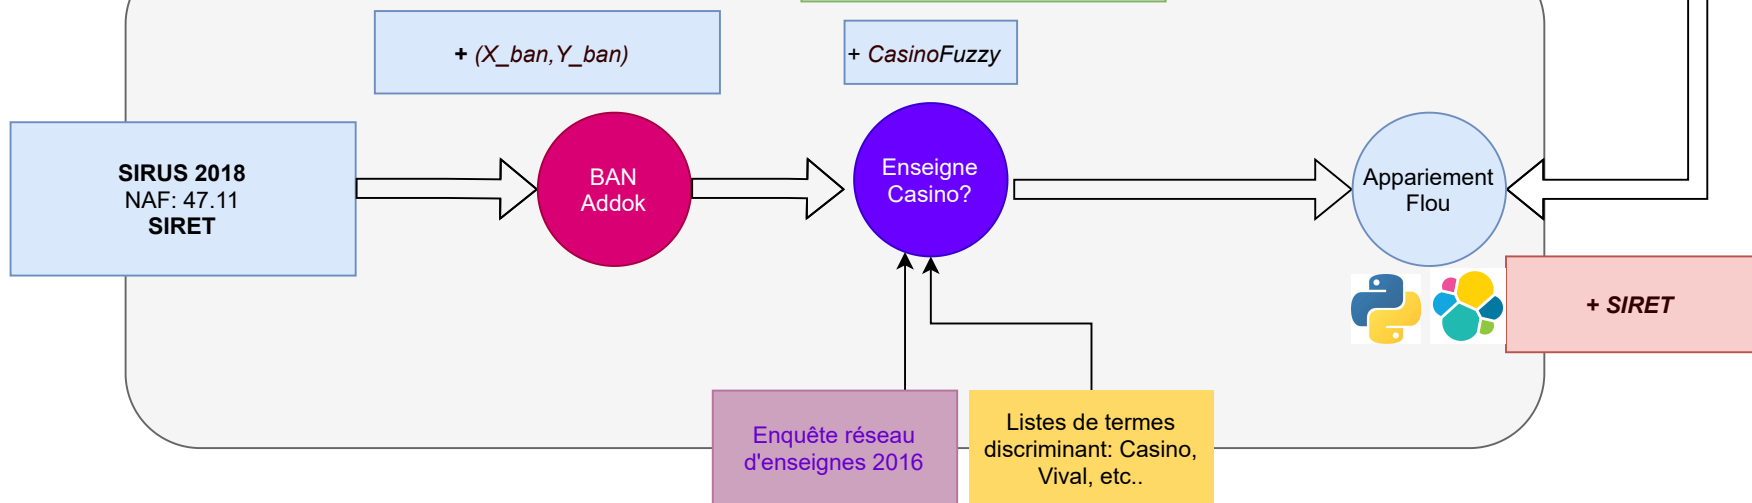 + (X_ban,Y_ban)
+ CasinoFuzzy
SIRUS 2018
NAF: 47.11
SIRET
BAN
Addok
Enseigne
Casino?
Appariement
Flou
+ SIRET
Enquête réseau
d'enseignes 2016
Listes de termes
discriminant: Casino,
Vival, etc..